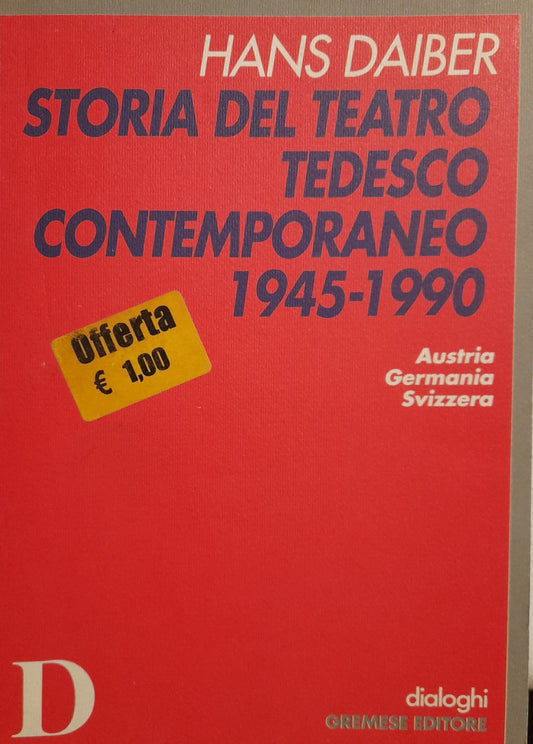 HANS DAIBER
STORIA DEL TEATRO
TEDESCO
CONTEMPORANEO
1945-1990
Offerta
€ 1,00
Austria
Germania
Svizzera
D
dialoghi
GREMESE EDITORE